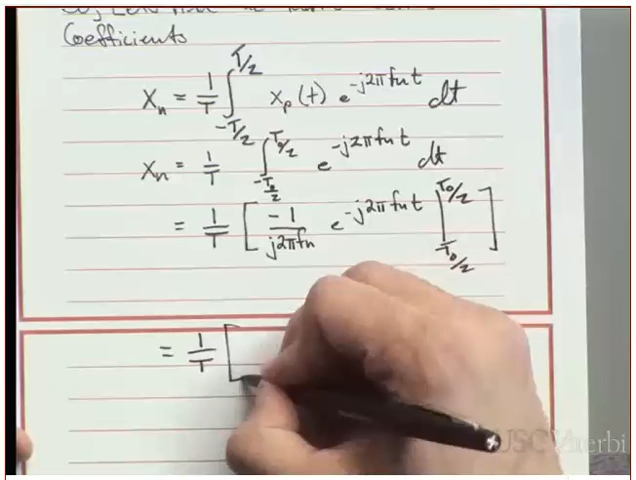 Coefficients
Xn = 1/T ∫_{-T/2}^{T/2} xp(t) e^{-j2πfnt} dt
Xn = 1/T ∫_{-T0/2}^{T0/2} e^{-j2πfnt} dt
= 1/T [ -1/(j2πfn) e^{-j2πfnt} |_{-T0/2}^{T0/2} ]
= 1/T [
USC Viterbi